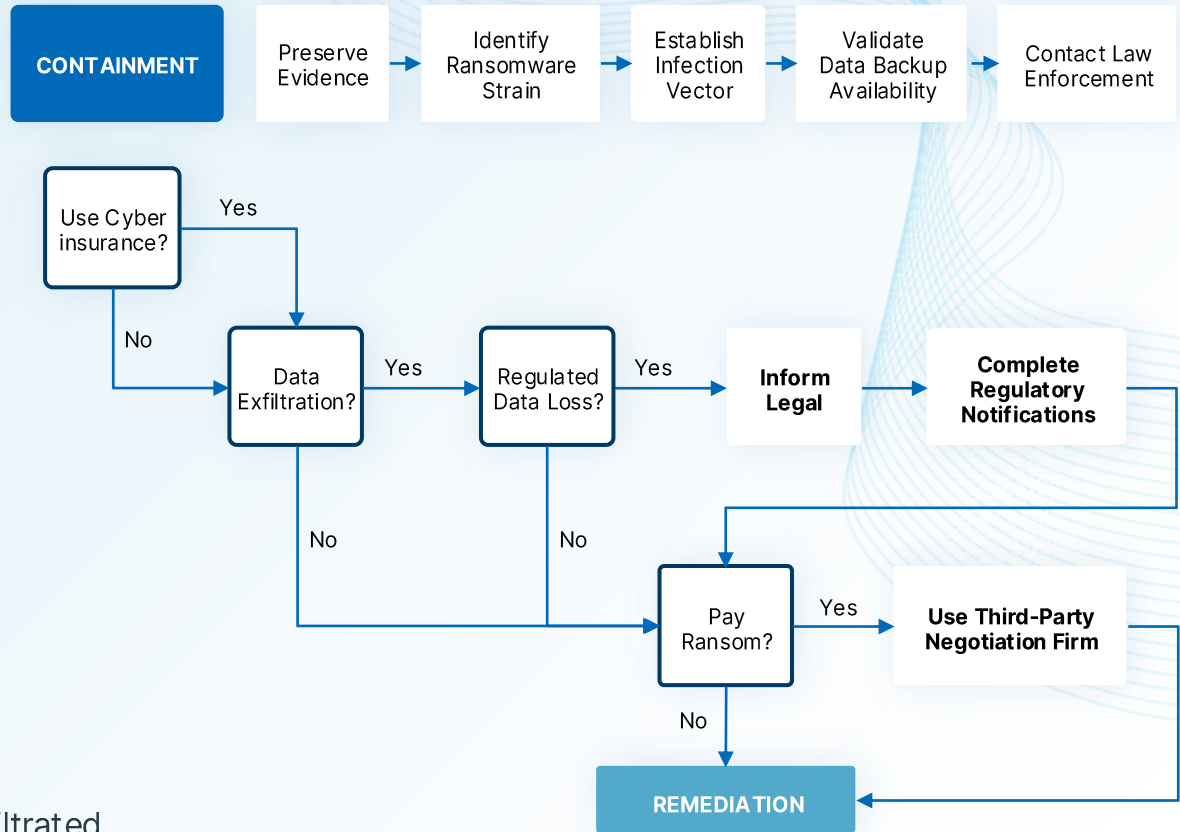 CONTAINMENT
Preserve
Evidence
Identify
Ransomware
Strain
Establish
Infection
Vector
Validate
Data Backup
Availability
Contact Law
Enforcement
Use Cyber
insurance?
Yes
No
Data
Exfiltration?
Yes
Regulated
Data Loss?
Yes
Inform
Legal
Complete
Regulatory
Notifications
No
No
Pay
Ransom?
Yes
Use Third-Party
Negotiation Firm
No
REMEDIATION